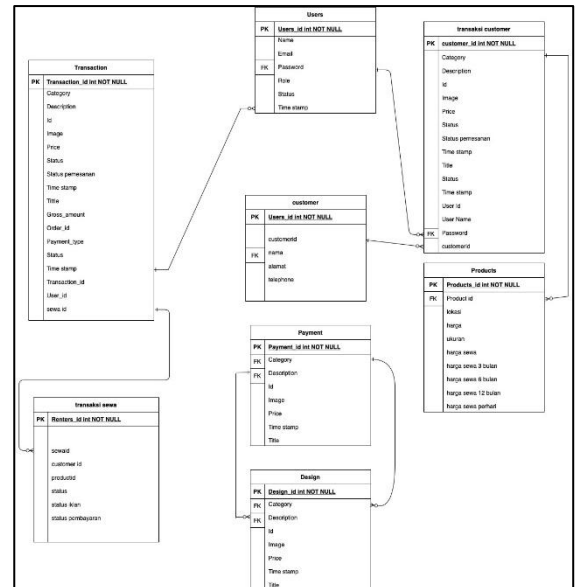 Users
PK Users_id int NOT NULL
Name
Email
FK Password
Role
Status
Time stamp
transaksi customer
PK customer_id int NOT NULL
Category
Description
Id
Image
Price
Status
Status pemesanan
Time stamp
Title
Status
Time stamp
User Id
User Name
FK Password
customerid
Transaction
PK Transaction_id int NOT NULL
Category
Description
Id
Image
Price
Status
Status pemesanan
Time stamp
Tittle
Gross_amount
Order_id
Payment_type
Status
Time stamp
Transaction_id
User_id
sewa id
customer
PK Users_id int NOT NULL
customerid
FK name
alamat
telephone
Products
PK Products_id int NOT NULL
FK Product id
lokasi
harga
ukuran
harga sewa
harga sewa 3 bulan
harga sewa 6 bulan
harga sewa 12 bulan
harga sewa perhari
Payment
PK Payment_id int NOT NULL
FK Category
FK Description
Id
Image
Price
Time stamp
Title
transaksi sewa
PK Renters_id int NOT NULL
sewaid
customer id
productid
status
status iklan
status pembayaran
Design
PK Design_id int NOT NULL
FK Category
FK Description
Id
Image
Price
Time stamp
Title